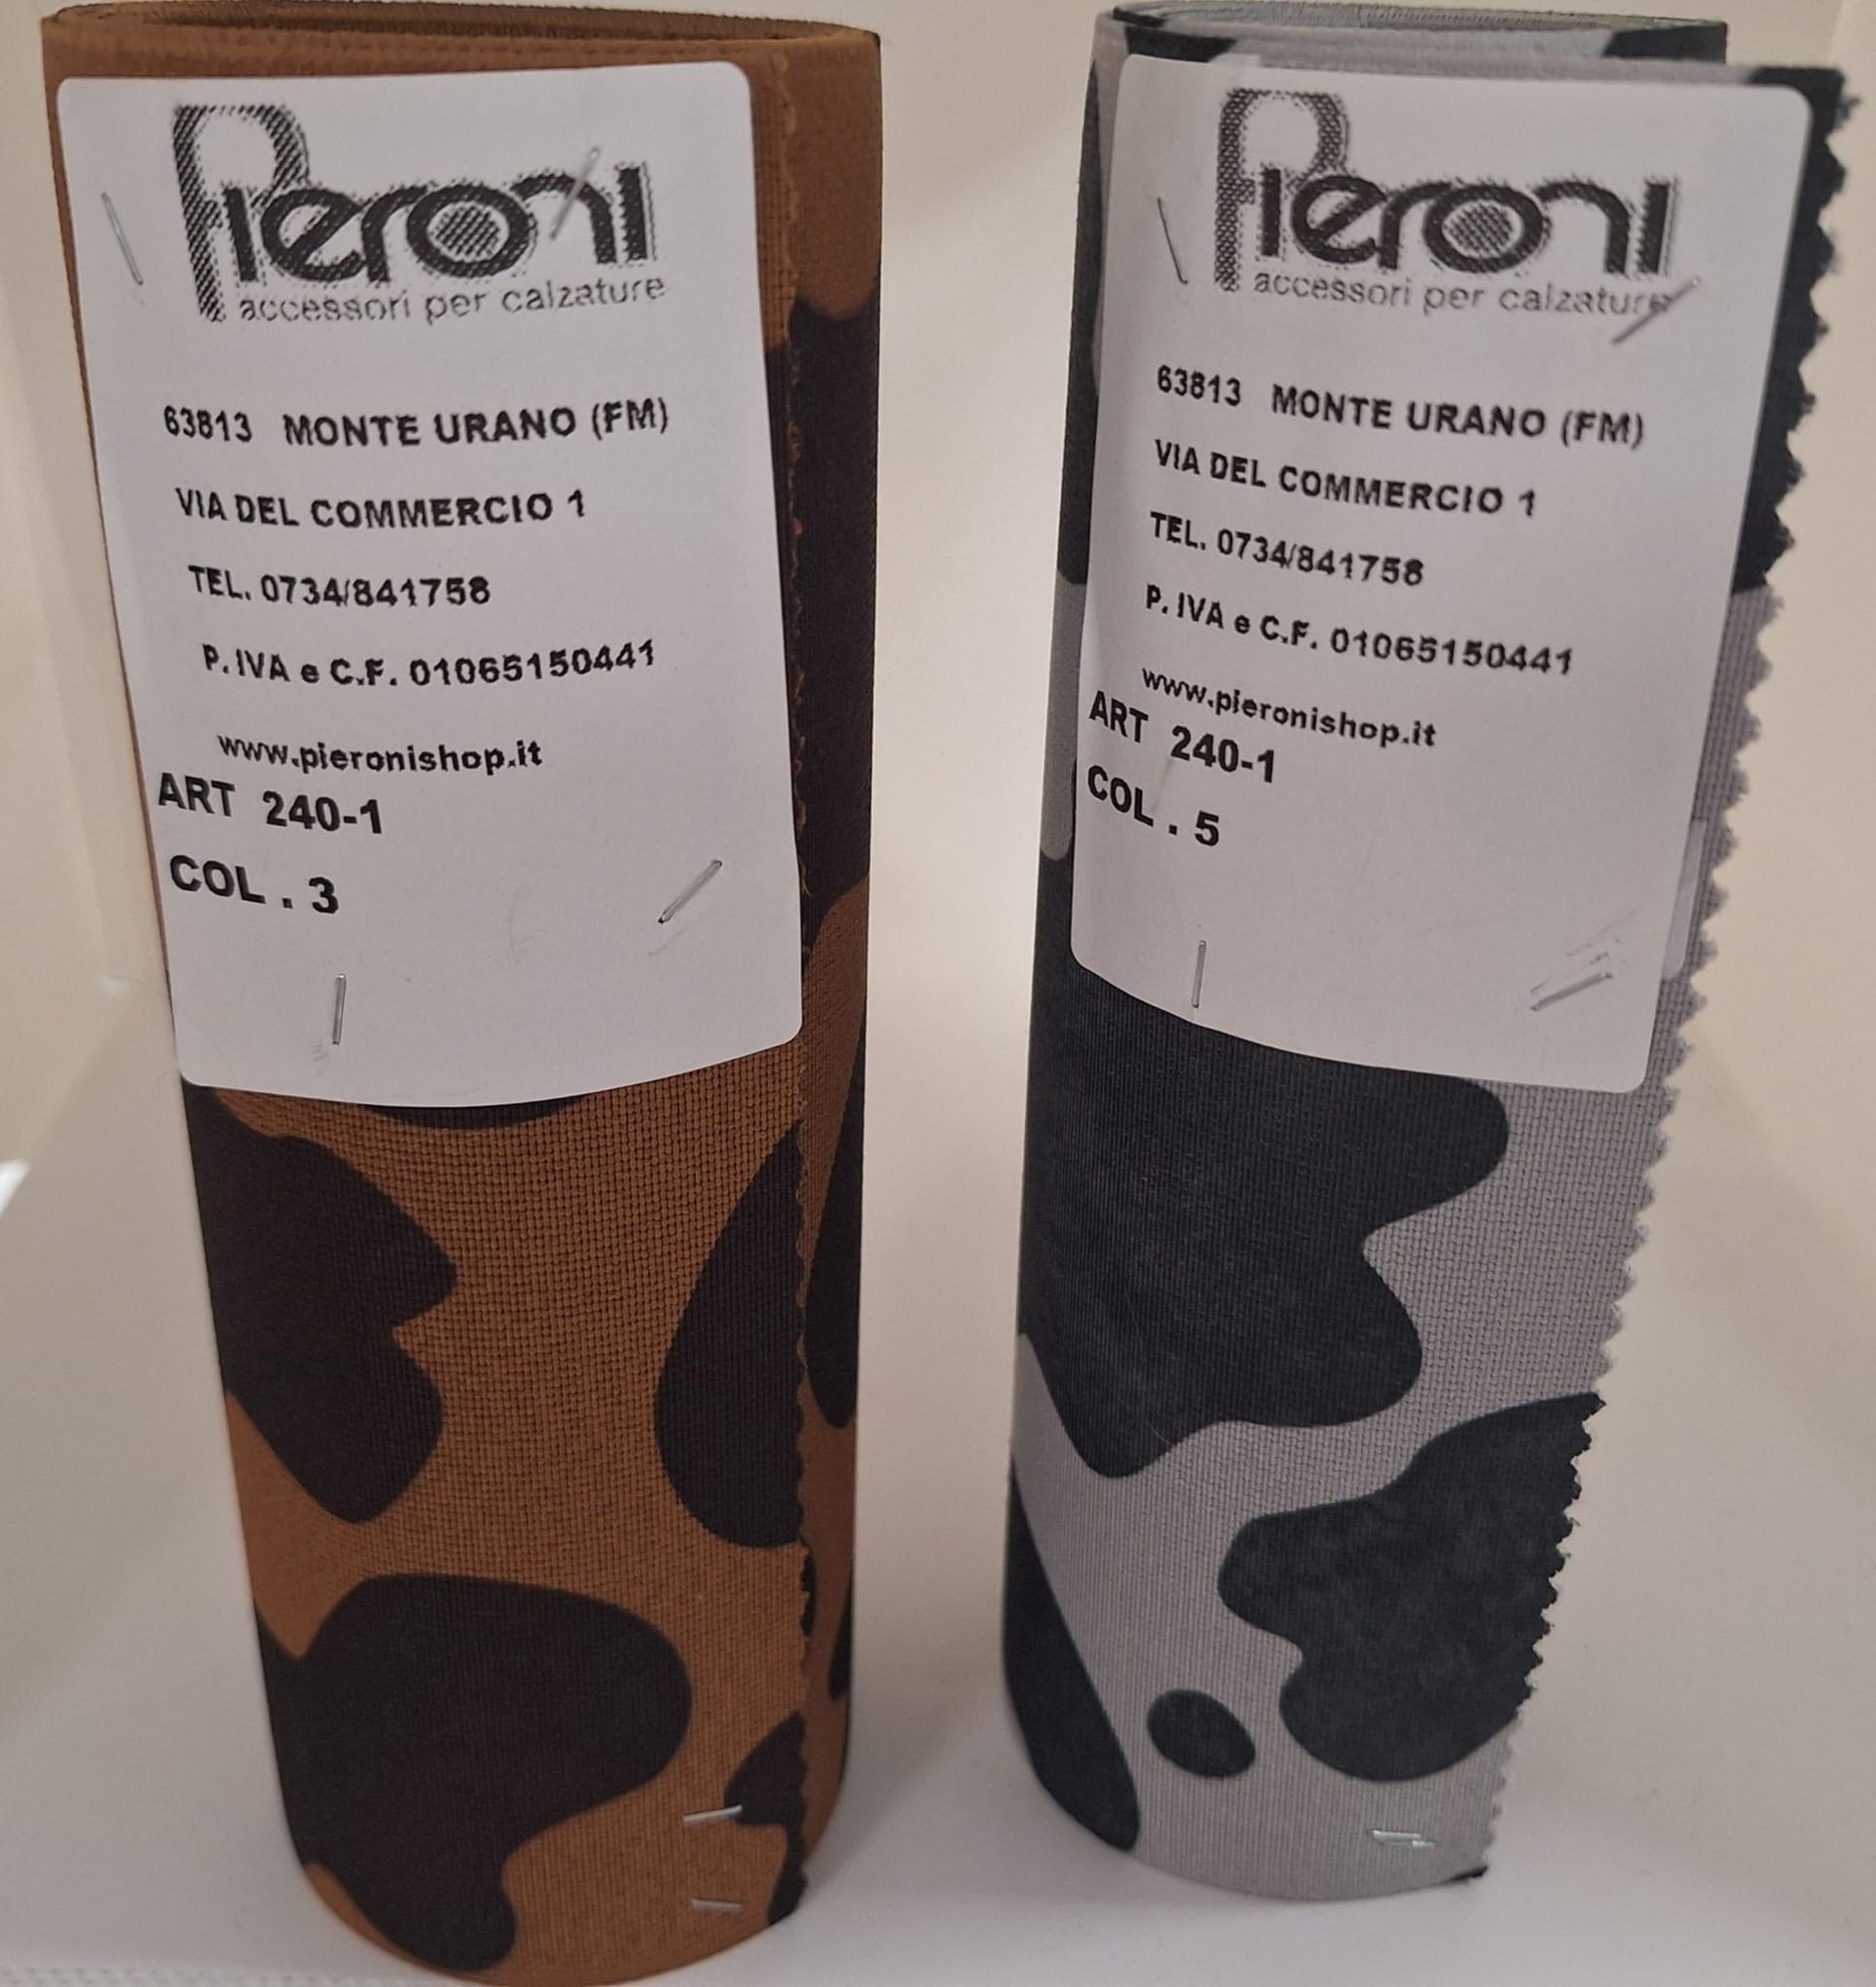 Pieroni
accessori per calzature
63813 MONTE URANO (FM)
VIA DEL COMMERCIO 1
TEL. 0734/841758
P. IVA e C.F. 01065150441
www.pieronishop.it
ART 240-1
COL . 3
Pieroni
accessori per calzature
63813 MONTE URANO (FM)
VIA DEL COMMERCIO 1
TEL. 0734/841758
P. IVA e C.F. 01065150441
www.pieronishop.it
ART 240-1
COL . 5